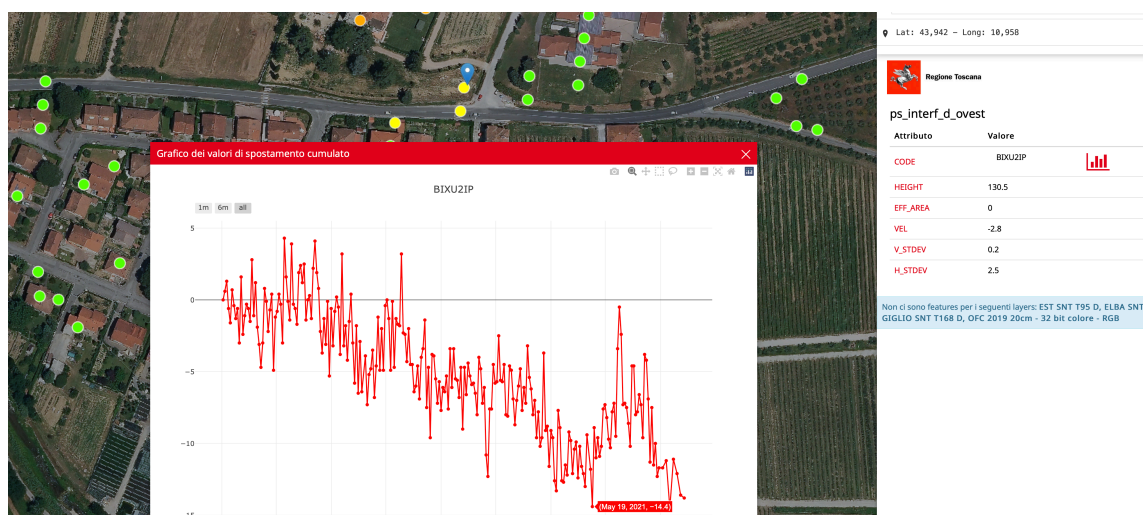 Lat: 43,942 - Long: 10,958
Regione Toscana
ps_interf_d_ovest
Attributo Valore
CODE BIXU2IP
HEIGHT 130.5
EFF_AREA 0
VEL -2.8
V_STDEV 0.2
H_STDEV 2.5
Non ci sono features per i seguenti layers: EST SNT T95 D, ELBA SNT
GIGLIO SNT T168 D, OFC 2019 20cm - 32 bit colore - RGB
Grafico dei valori di spostamento cumulato
BIXU2IP
1m 6m all
5
0
−5
−10
−15
(May 19, 2021, −14.4)